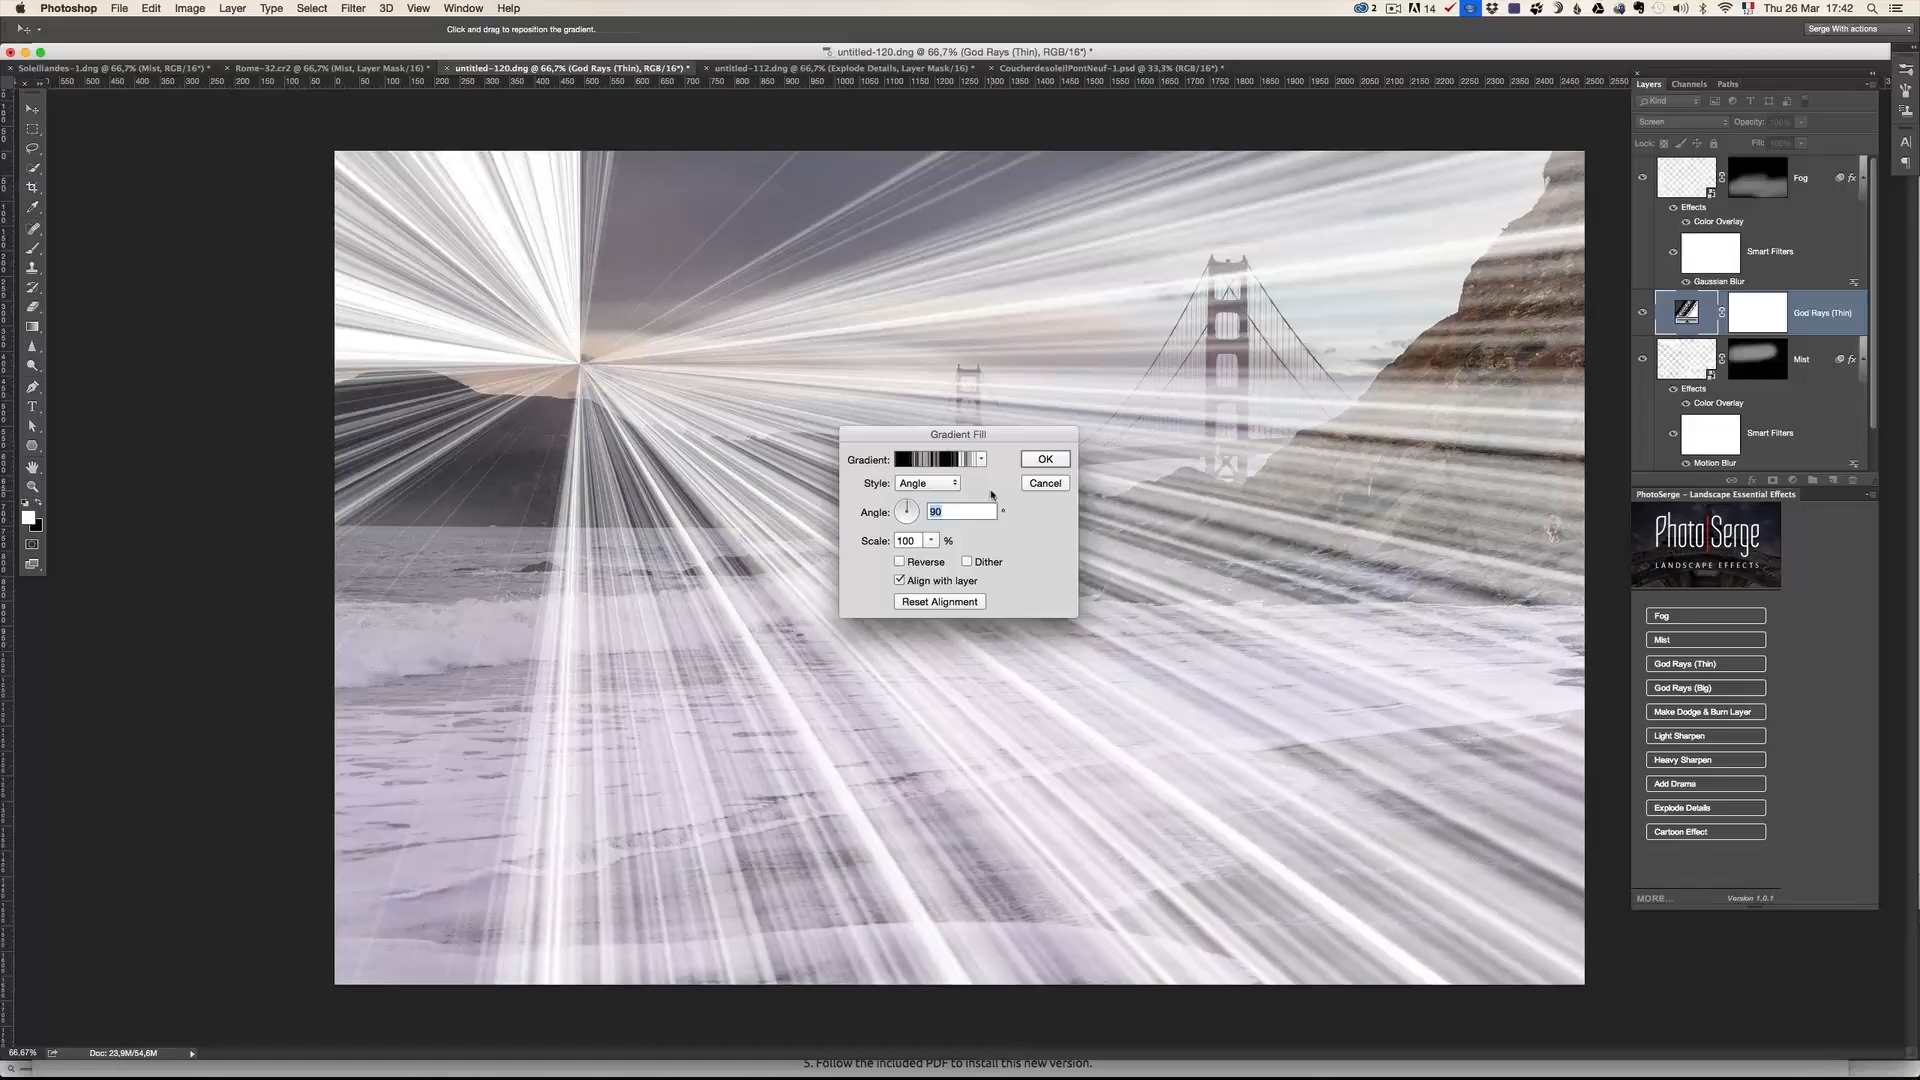 Photoshop File Edit Image Layer Type Select Filter 3D View Window Help
2 14 Thu 26 Mar 17:42
Click and drag to reposition the gradient.
Serge With actions
untitled-120.dng @ 66,7% (God Rays (Thin), RGB/16*) *
Soleillandes-1.dng @ 66,7% (Mist, RGB/16*) *
Rome-32.cr2 @ 66,7% (Mist, Layer Mask/16) *
untitled-120.dng @ 66,7% (God Rays (Thin), RGB/16*) *
untitled-112.dng @ 66,7% (Explode Details, Layer Mask/16) *
CoucherdesoleilPontNeuf-1.psd @ 33,3% (RGB/16*) *
Layers Channels Paths
Kind
Screen Opacity: 100%
Lock: Fill: 100%
Fog fx
Effects
Color Overlay
Smart Filters
Gaussian Blur
God Rays (Thin)
Mist fx
Effects
Color Overlay
Smart Filters
Motion Blur
Gradient Fill
Gradient:
OK
Style: Angle
Cancel
Angle: 90 °
Scale: 100 %
Reverse Dither
Align with layer
Reset Alignment
PhotoSerge - Landscape Essential Effects
Photo Serge
LANDSCAPE EFFECTS
Fog
Mist
God Rays (Thin)
God Rays (Big)
Make Dodge & Burn Layer
Light Sharpen
Heavy Sharpen
Add Drama
Explode Details
Cartoon Effect
MORE... Version 1.0.1
66,67% Doc: 23,9M/54,6M
5. Follow the included PDF to install this new version.